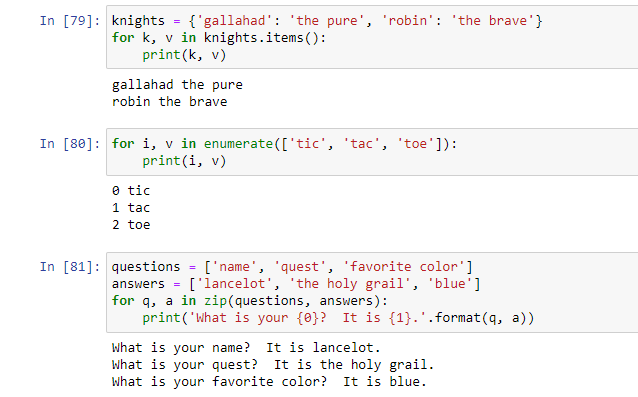 In [79]: knights = {'gallahad': 'the pure', 'robin': 'the brave'}
for k, v in knights.items():
    print(k, v)
gallahad the pure
robin the brave
In [80]: for i, v in enumerate(['tic', 'tac', 'toe']):
    print(i, v)
0 tic
1 tac
2 toe
In [81]: questions = ['name', 'quest', 'favorite color']
answers = ['lancelot', 'the holy grail', 'blue']
for q, a in zip(questions, answers):
    print('What is your {0}?  It is {1}.'.format(q, a))
What is your name?  It is lancelot.
What is your quest?  It is the holy grail.
What is your favorite color?  It is blue.